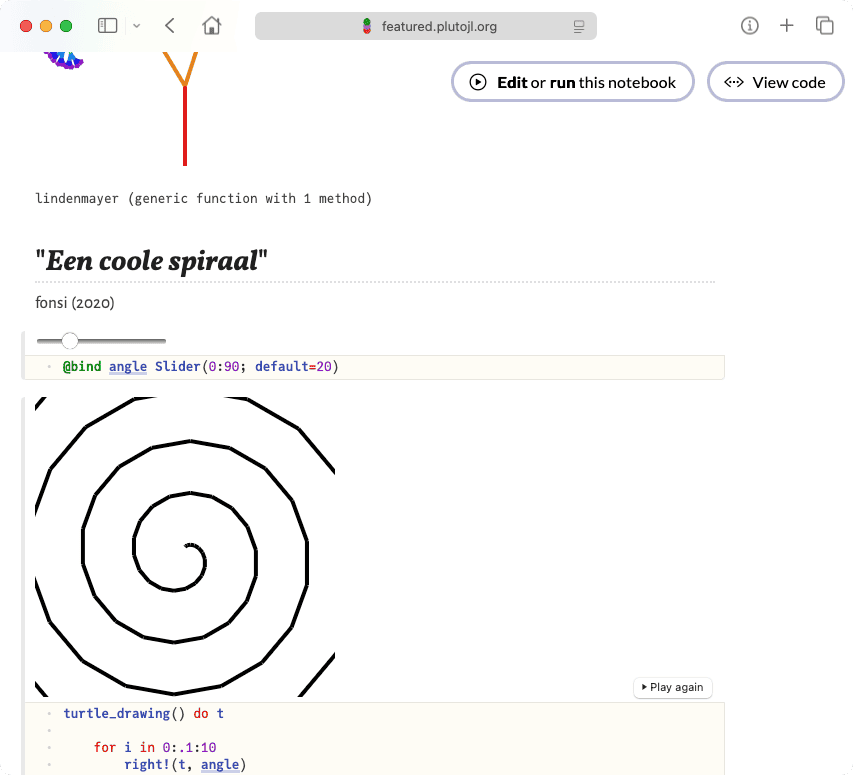 featured.plutojl.org
Edit or run this notebook
View code
lindenmayer (generic function with 1 method)
"Een coole spiraal"
fonsi (2020)
@bind angle Slider(0:90; default=20)
Play again
turtle_drawing() do t
for i in 0:.1:10
right!(t, angle)